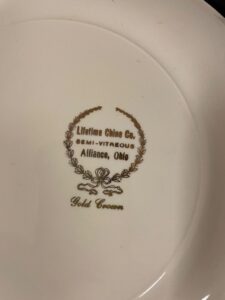 Lifetime China Co.
SEMI-VITREOUS
Alliance, Ohio
Gold Crown